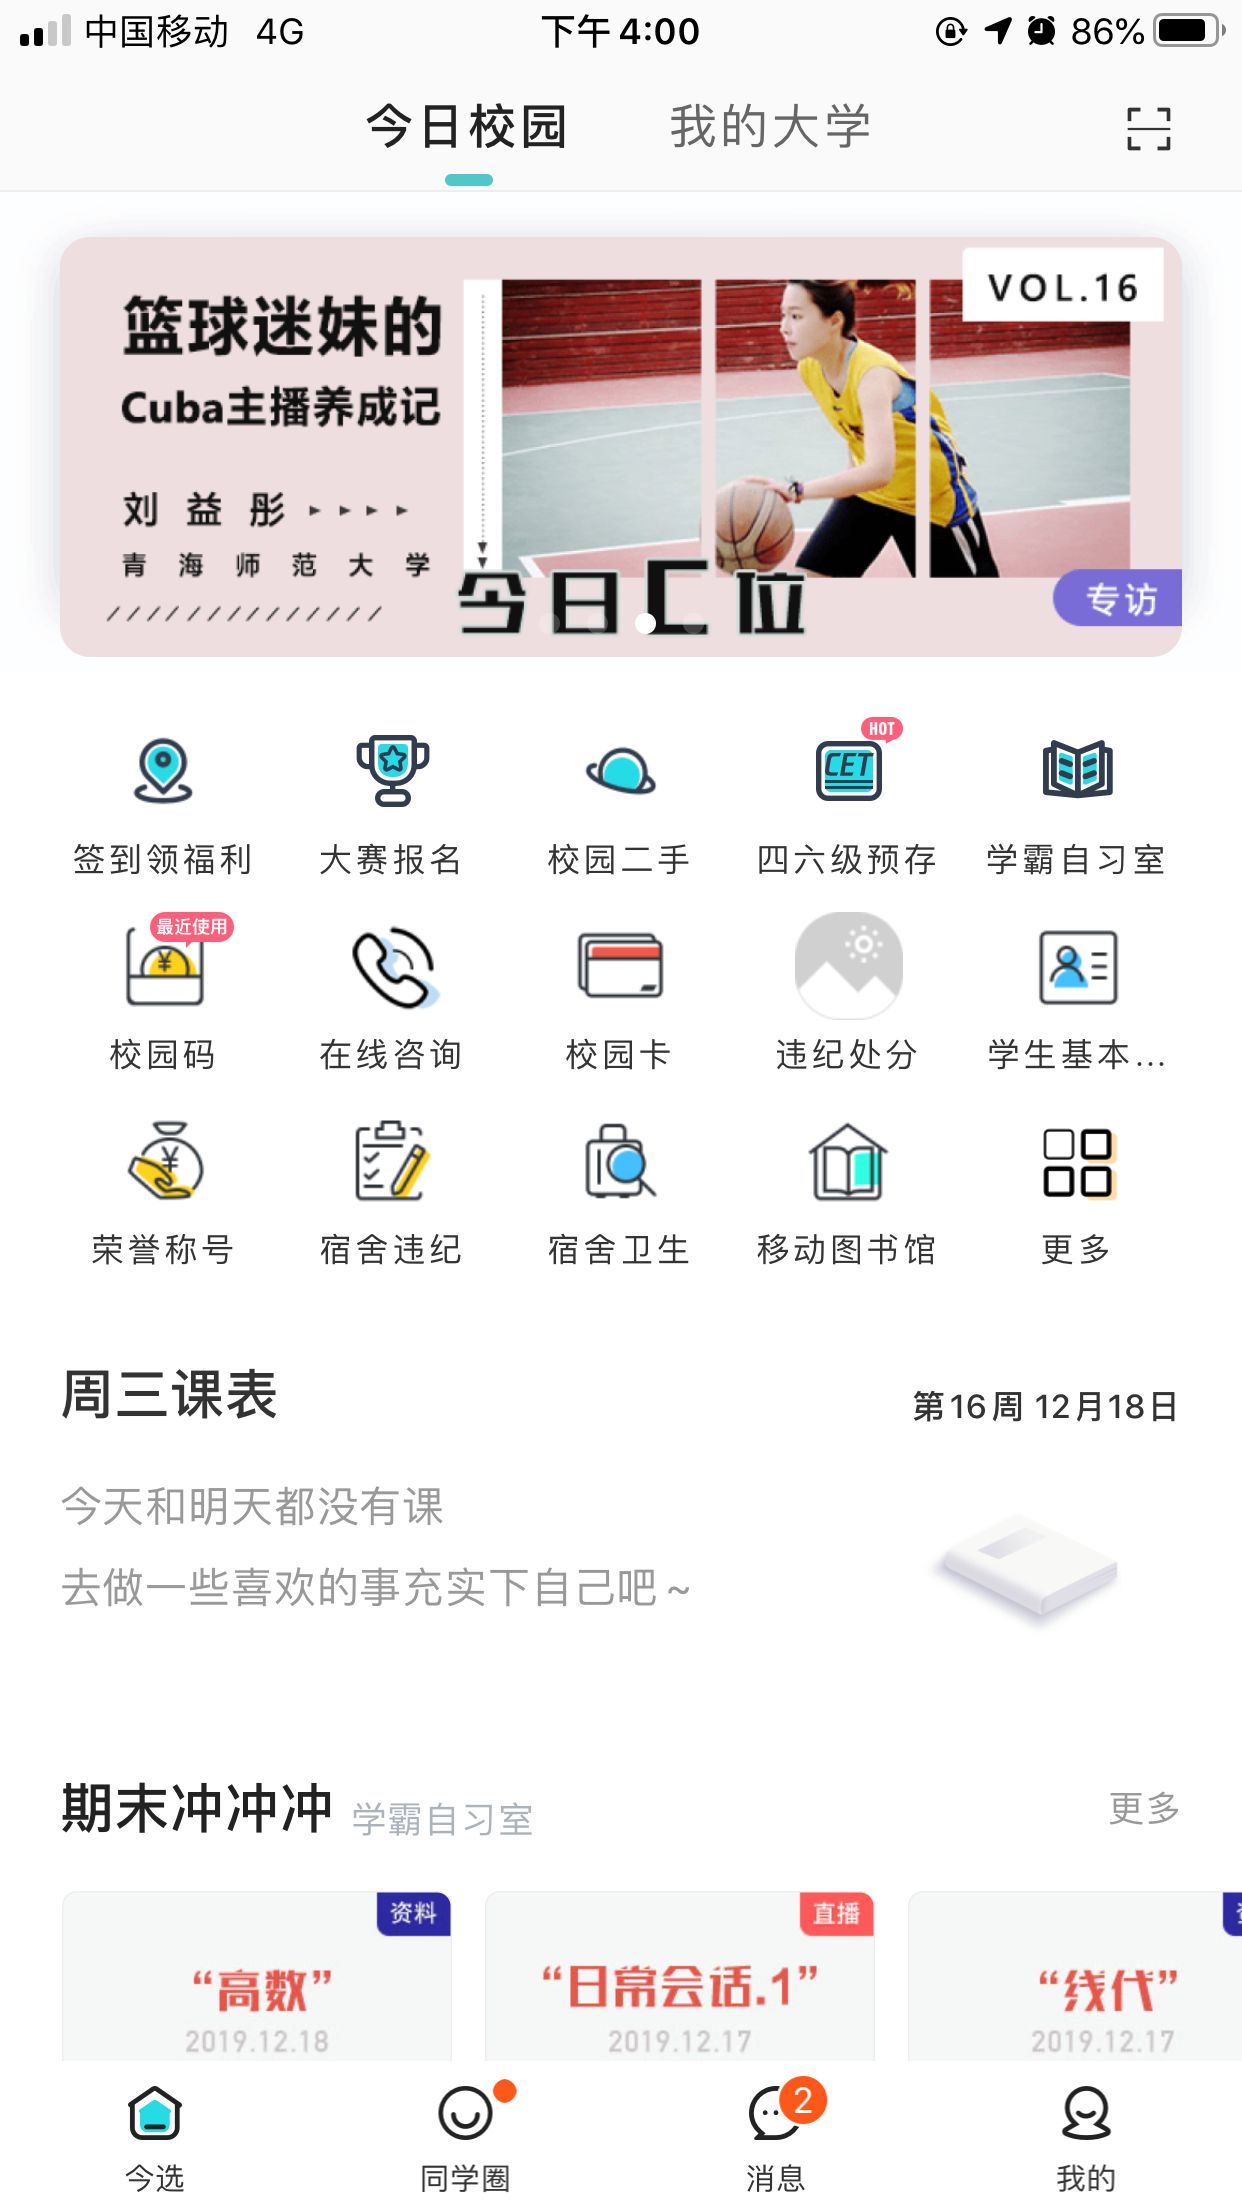 中国移动 4G 下午4:00 86%
今日校园 我的大学
VOL.16
篮球迷妹的
Cuba主播养成记
刘益彤
青海师范大学
今日C位
专访
HOT
签到领福利 大赛报名 校园二手 四六级预存 学霸自习室
最近使用
校园码 在线咨询 校园卡 违纪处分 学生基本...
荣誉称号 宿舍违纪 宿舍卫生 移动图书馆 更多
周三课表 第16周 12月18日
今天和明天都没有课
去做一些喜欢的事充实下自己吧~
期末冲冲冲 学霸自习室 更多
资料 直播
“高数” “日常会话.1” “线代”
2019.12.18 2019.12.17 2019.12.17
2
今选 同学圈 消息 我的